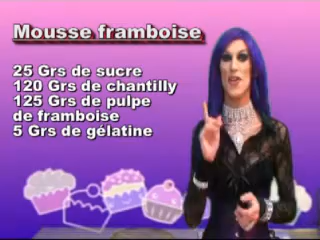 Mousse framboise
25 Grs de sucre
120 Grs de chantilly
125 Grs de pulpe
de framboise
5 Grs de gélatine